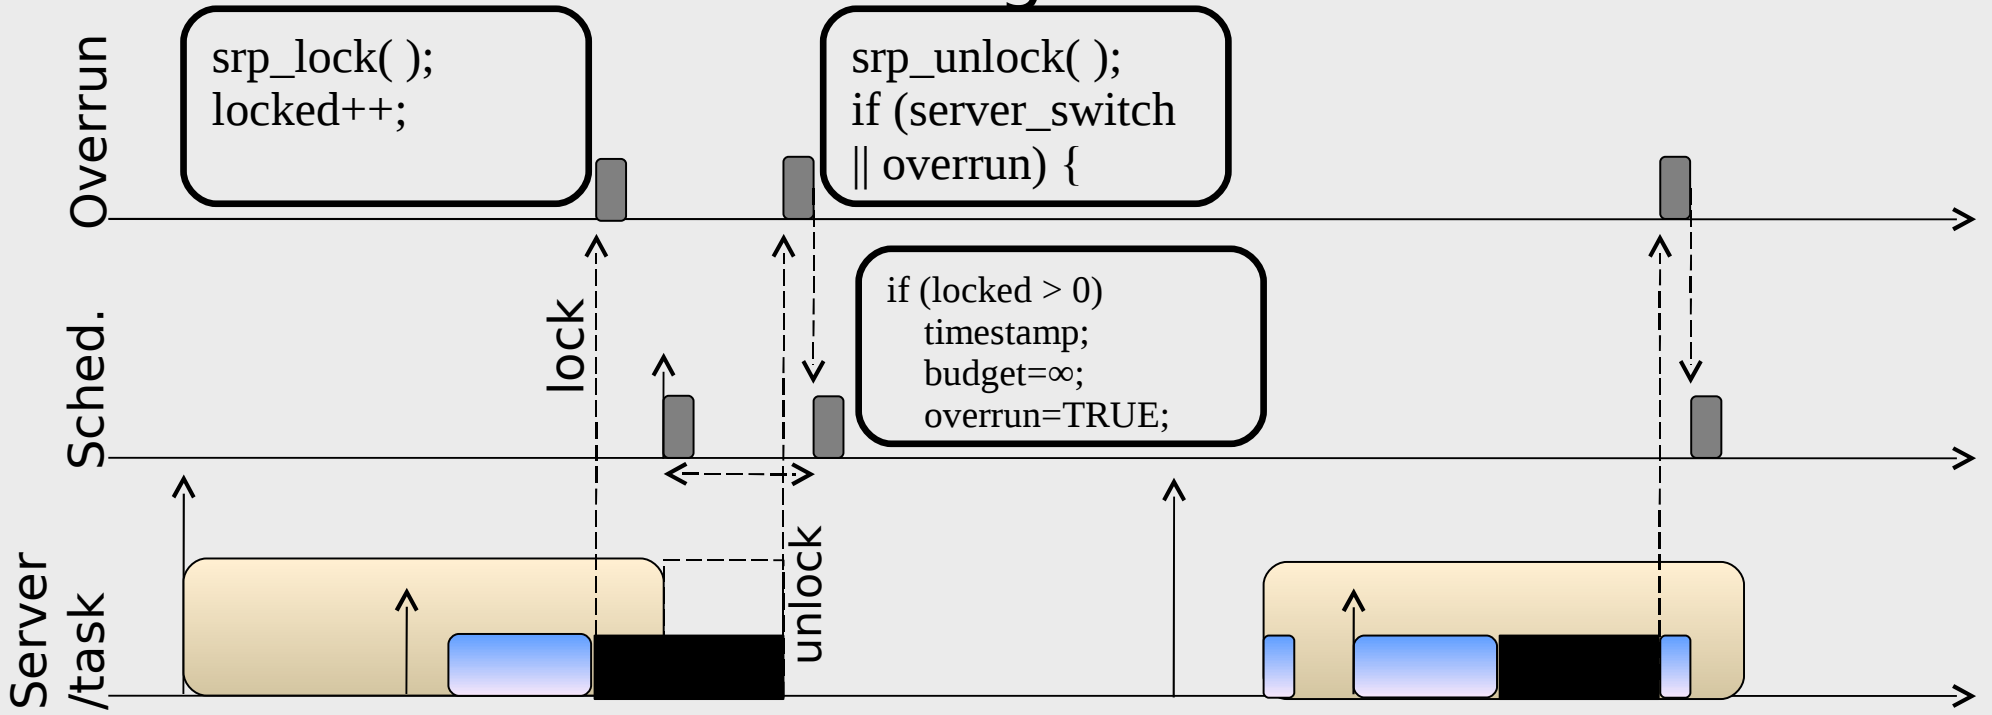 Overrun
srp_lock( );
locked++;
srp_unlock( );
if (server_switch
|| overrun) {
Sched.
lock
if (locked > 0)
timestamp;
budget=∞;
overrun=TRUE;
unlock
Server
/task